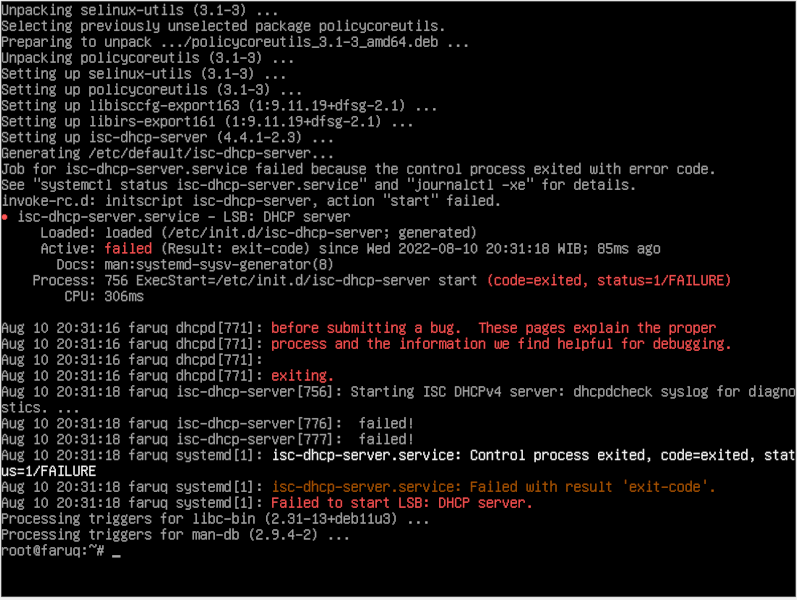 Unpacking selinux-utils (3.1-3) ...
Selecting previously unselected package policycoreutils.
Preparing to unpack .../policycoreutils_3.1-3_amd64.deb ...
Unpacking policycoreutils (3.1-3) ...
Setting up selinux-utils (3.1-3) ...
Setting up policycoreutils (3.1-3) ...
Setting up libisccfg-export163 (1:9.11.19+dfsg-2.1) ...
Setting up libirs-export161 (1:9.11.19+dfsg-2.1) ...
Setting up isc-dhcp-server (4.4.1-2.3) ...
Generating /etc/default/isc-dhcp-server...
Job for isc-dhcp-server.service failed because the control process exited with error code.
See "systemctl status isc-dhcp-server.service" and "journalctl -xe" for details.
invoke-rc.d: initscript isc-dhcp-server, action "start" failed.
● isc-dhcp-server.service - LSB: DHCP server
     Loaded: loaded (/etc/init.d/isc-dhcp-server; generated)
     Active: failed (Result: exit-code) since Wed 2022-08-10 20:31:18 WIB; 85ms ago
       Docs: man:systemd-sysv-generator(8)
    Process: 756 ExecStart=/etc/init.d/isc-dhcp-server start (code=exited, status=1/FAILURE)
        CPU: 306ms

Aug 10 20:31:16 faruq dhcpd[771]: before submitting a bug.  These pages explain the proper
Aug 10 20:31:16 faruq dhcpd[771]: process and the information we find helpful for debugging.
Aug 10 20:31:16 faruq dhcpd[771]:
Aug 10 20:31:16 faruq dhcpd[771]: exiting.
Aug 10 20:31:18 faruq isc-dhcp-server[756]: Starting ISC DHCPv4 server: dhcpdcheck syslog for diagno
stics. ...
Aug 10 20:31:18 faruq isc-dhcp-server[776]:  failed!
Aug 10 20:31:18 faruq isc-dhcp-server[777]:  failed!
Aug 10 20:31:18 faruq systemd[1]: isc-dhcp-server.service: Control process exited, code=exited, stat
us=1/FAILURE
Aug 10 20:31:18 faruq systemd[1]: isc-dhcp-server.service: Failed with result 'exit-code'.
Aug 10 20:31:18 faruq systemd[1]: Failed to start LSB: DHCP server.
Processing triggers for libc-bin (2.31-13+deb11u3) ...
Processing triggers for man-db (2.9.4-2) ...
root@faruq:~# _